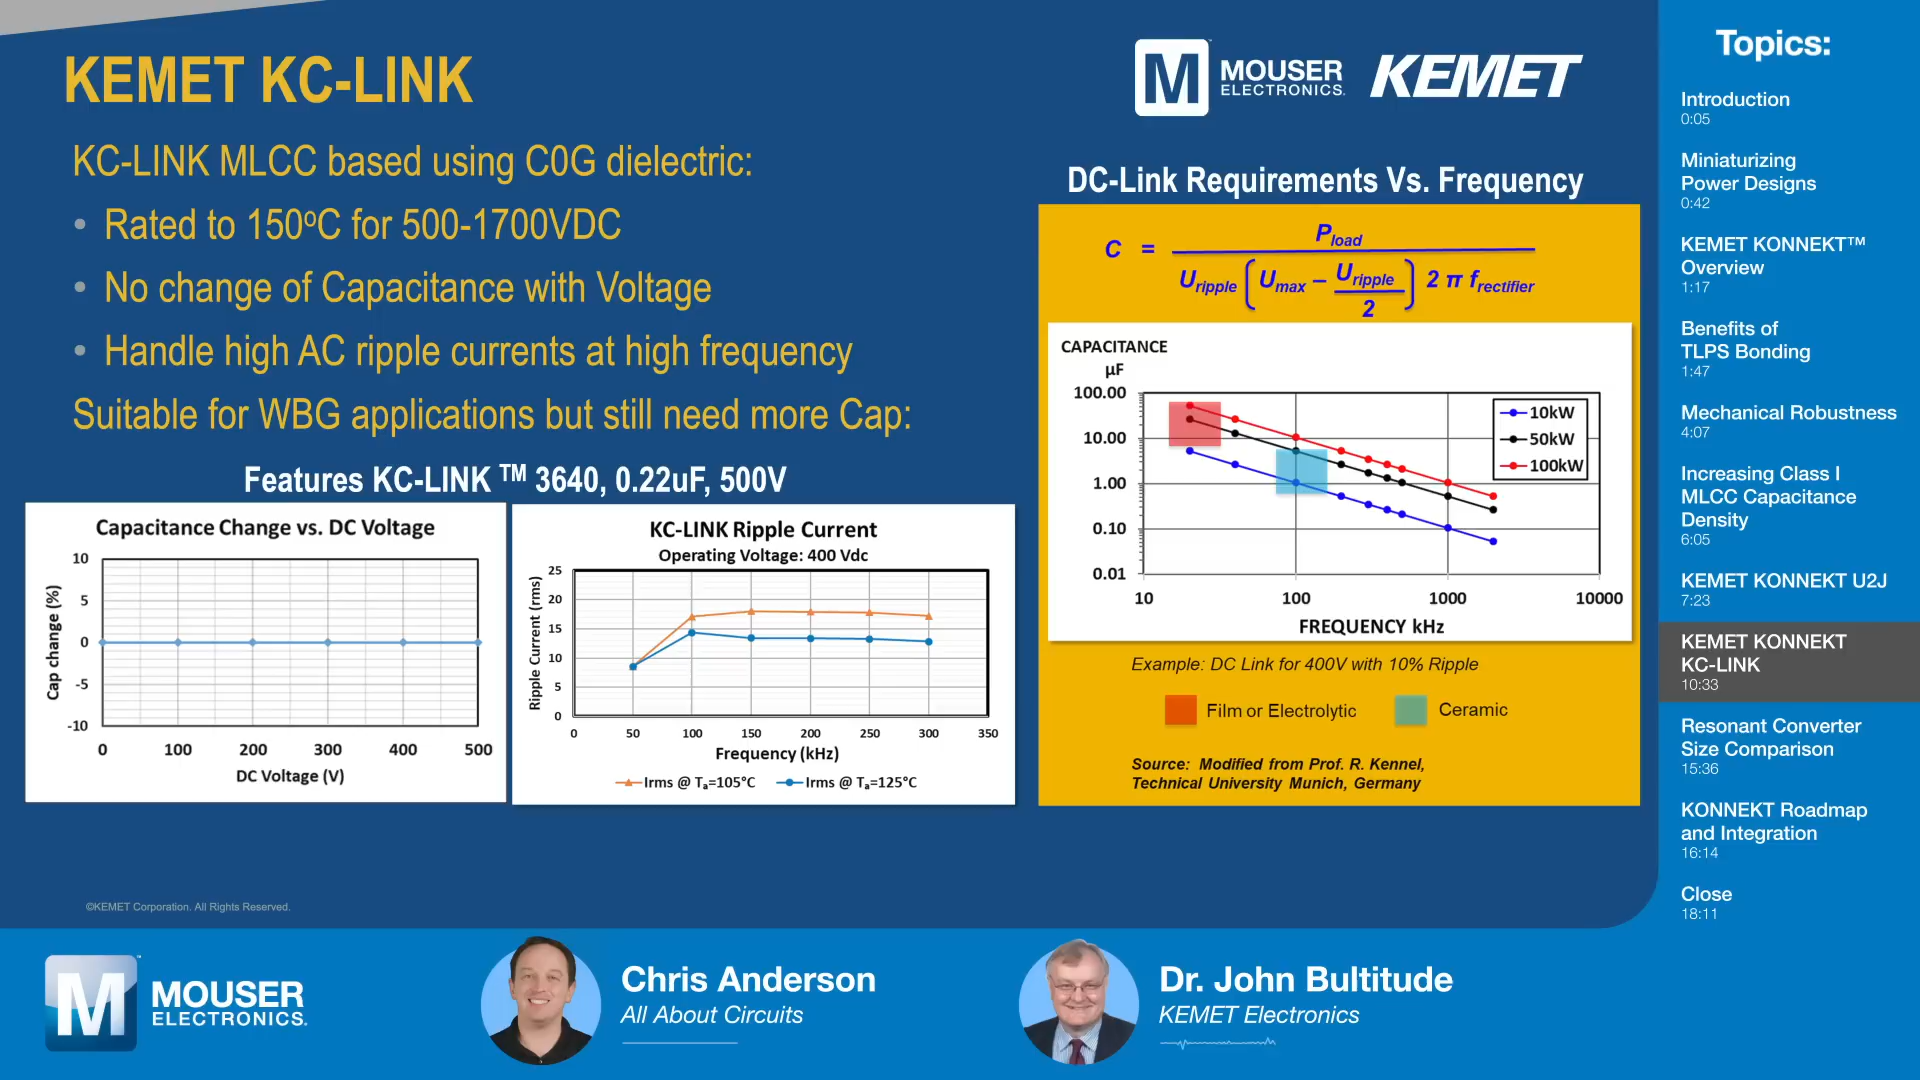 KEMET KC-LINK
MOUSER
ELECTRONICS.
KEMET
KC-LINK MLCC based using C0G dielectric:
• Rated to 150ºC for 500-1700VDC
• No change of Capacitance with Voltage
• Handle high AC ripple currents at high frequency
Suitable for WBG applications but still need more Cap:
Features KC-LINK TM 3640, 0.22uF, 500V
Capacitance Change vs. DC Voltage
Cap change (%)
10
5
0
-5
-10
0 100 200 300 400 500
DC Voltage (V)
KC-LINK Ripple Current
Operating Voltage: 400 Vdc
Ripple Current (rms)
25
20
15
10
5
0
0 50 100 150 200 250 300 350
Frequency (kHz)
Irms @ Ta=105°C Irms @ Ta=125°C
DC-Link Requirements Vs. Frequency
C = Pload
Uripple ( Umax – Uripple ) 2 π frectifier
2
CAPACITANCE
µF
100.00
10.00
1.00
0.10
0.01
10kW
50kW
100kW
10 100 1000 10000
FREQUENCY kHz
Example: DC Link for 400V with 10% Ripple
Film or Electrolytic Ceramic
Source: Modified from Prof. R. Kennel,
Technical University Munich, Germany
©KEMET Corporation. All Rights Reserved.
Topics:
Introduction
0:05
Miniaturizing
Power Designs
0:42
KEMET KONNEKT™
Overview
1:17
Benefits of
TLPS Bonding
1:47
Mechanical Robustness
4:07
Increasing Class I
MLCC Capacitance
Density
6:05
KEMET KONNEKT U2J
7:23
KEMET KONNEKT
KC-LINK
10:33
Resonant Converter
Size Comparison
15:36
KONNEKT Roadmap
and Integration
16:14
Close
18:11
M ™
MOUSER
ELECTRONICS.
Chris Anderson
All About Circuits
Dr. John Bultitude
KEMET Electronics